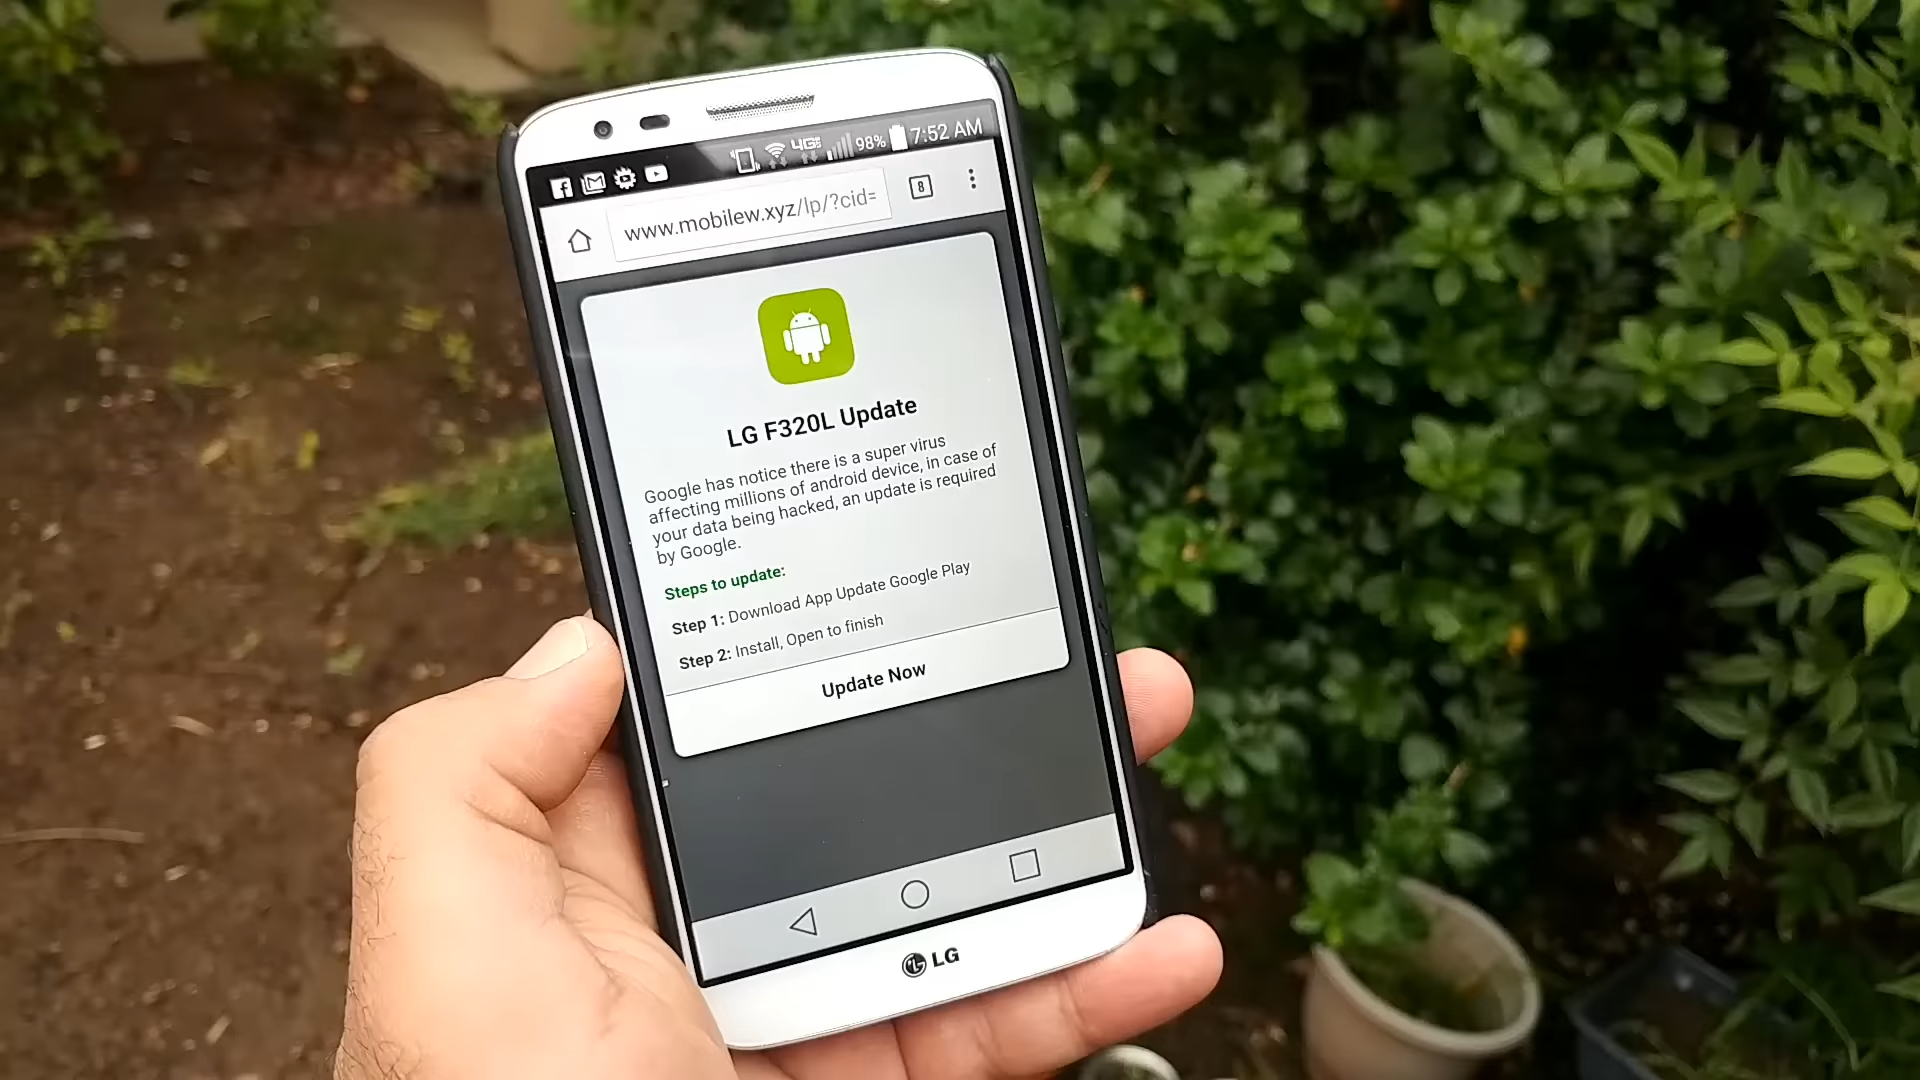 4G 98% 7:52 AM
www.mobilew.xyz/lp/?cid=
8
LG F320L Update
Google has notice there is a super virus
affecting millions of android device, in case of
your data being hacked, an update is required
by Google.
Steps to update:
Step 1: Download App Update Google Play
Step 2: Install, Open to finish
Update Now
LG